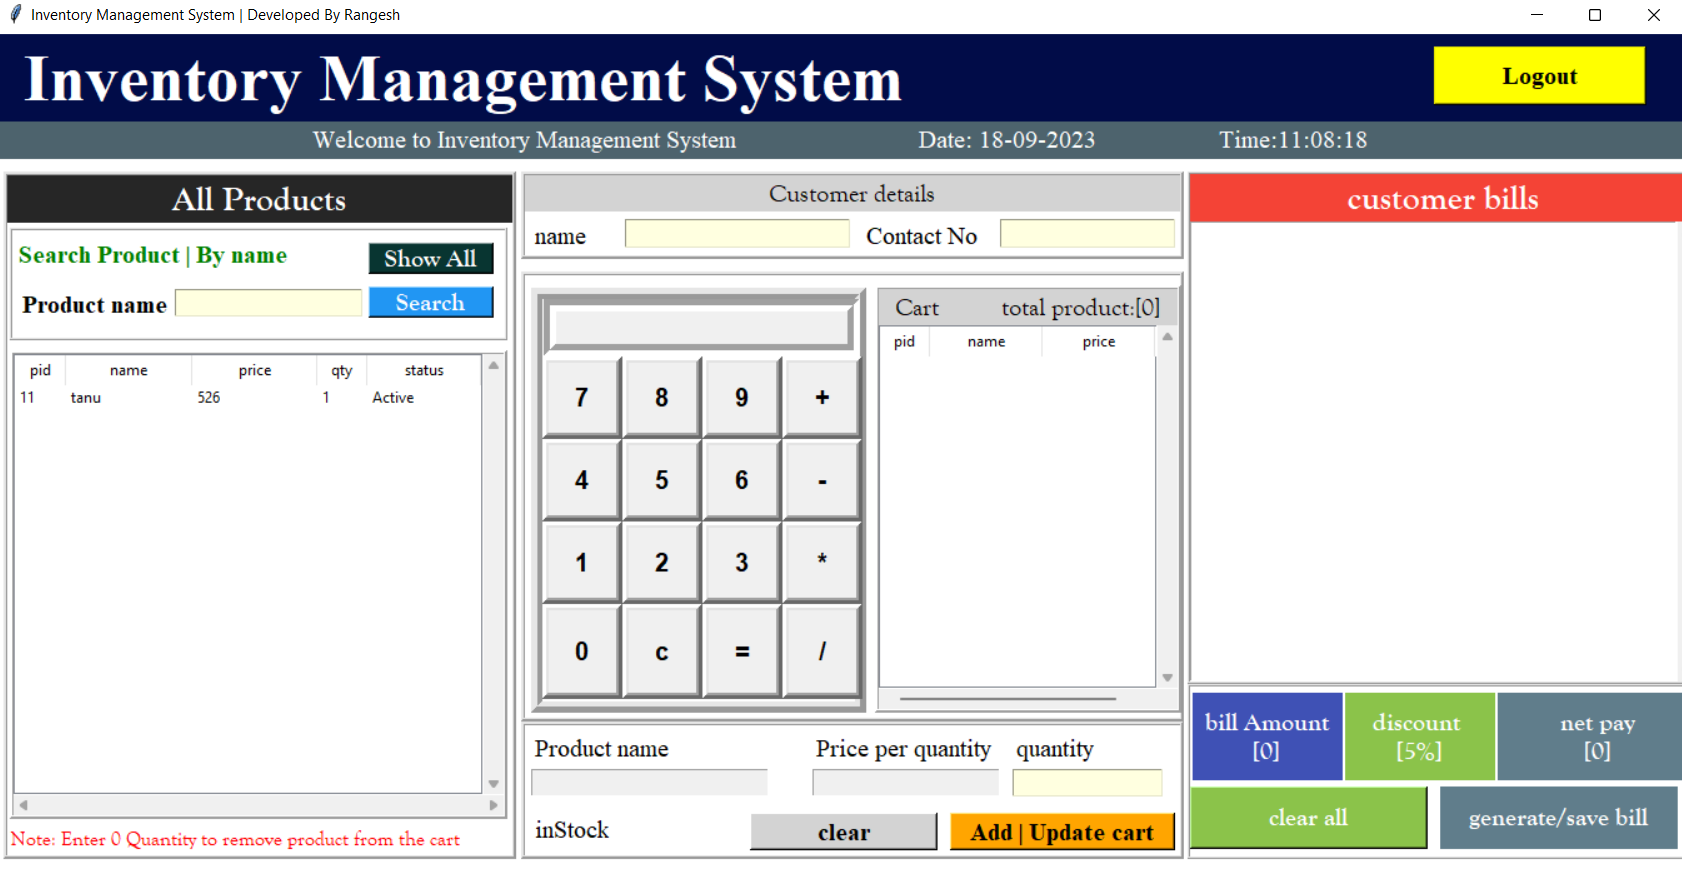 Inventory Management System | Developed By Rangesh
Inventory Management System
Logout
Welcome to Inventory Management System Date: 18-09-2023 Time:11:08:18
All Products
Search Product | By name
Show All
Product name
Search
pid name price qty status
11 tanu 526 1 Active
Note: Enter 0 Quantity to remove product from the cart
Customer details
name Contact No
7 8 9 +
4 5 6 -
1 2 3 *
0 c = /
Cart total product:[0]
pid name price
Product name Price per quantity quantity
inStock
clear
Add | Update cart
customer bills
bill Amount
[0]
discount
[5%]
net pay
[0]
clear all
generate/save bill